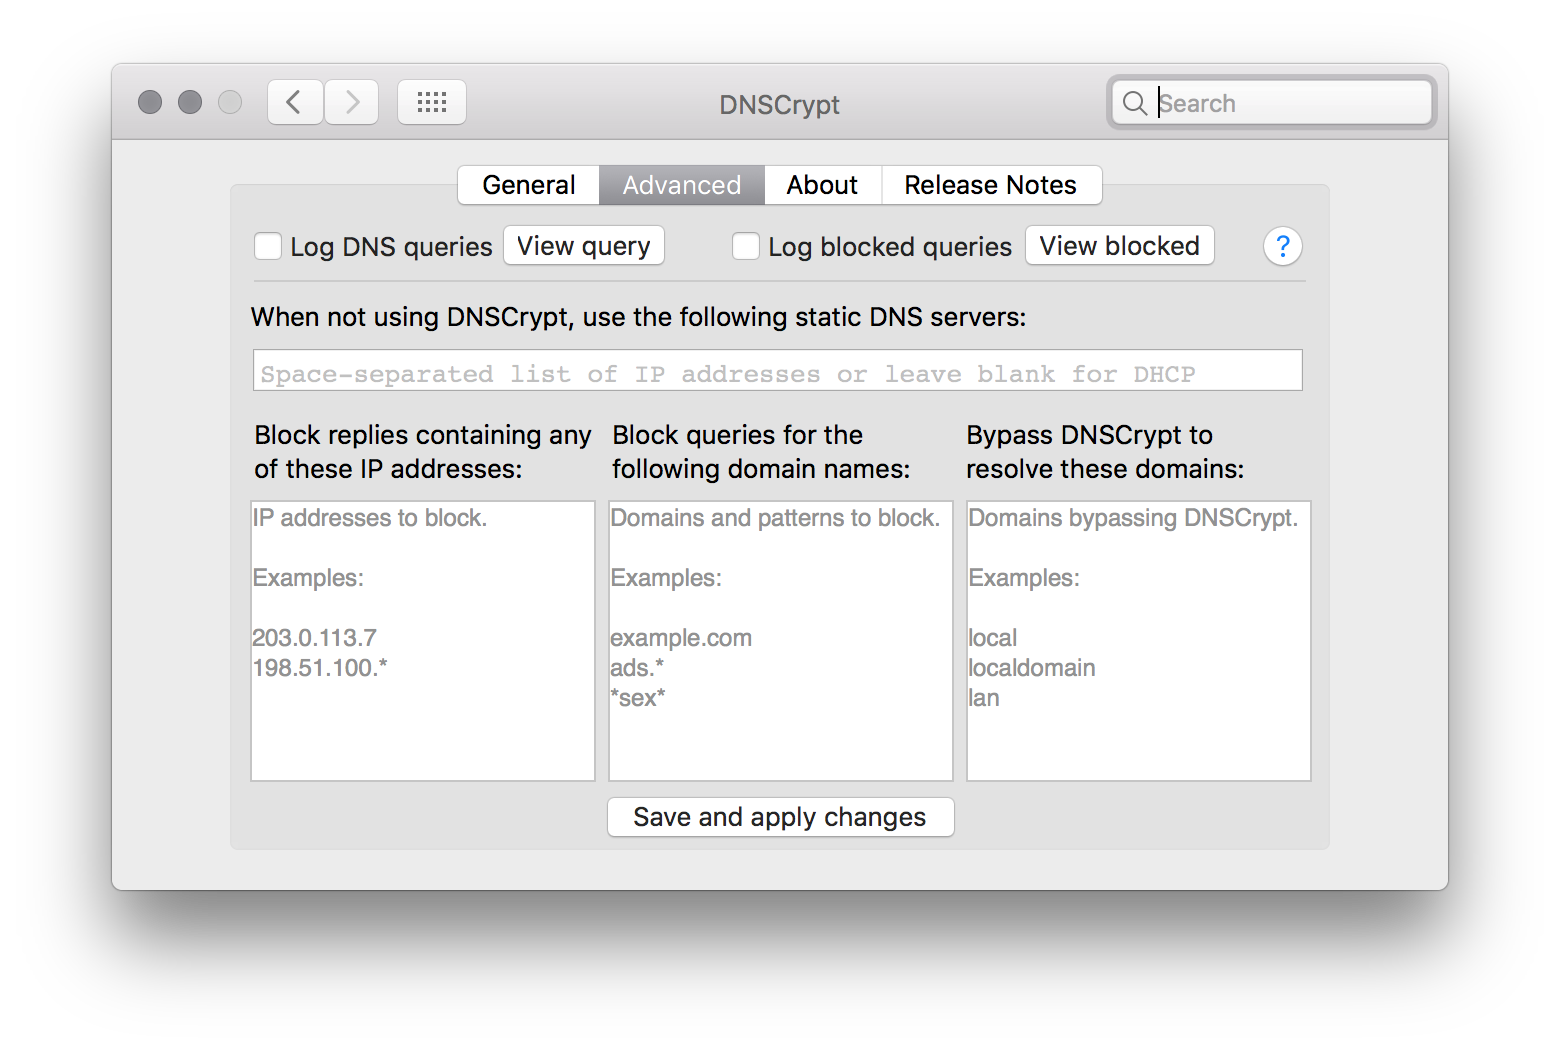 DNSCrypt
Search
General Advanced About Release Notes
Log DNS queries View query Log blocked queries View blocked ?
When not using DNSCrypt, use the following static DNS servers:
Space-separated list of IP addresses or leave blank for DHCP
Block replies containing any
of these IP addresses:
IP addresses to block.
Examples:
203.0.113.7
198.51.100.*
Block queries for the
following domain names:
Domains and patterns to block.
Examples:
example.com
ads.*
*sex*
Bypass DNSCrypt to
resolve these domains:
Domains bypassing DNSCrypt.
Examples:
local
localdomain
lan
Save and apply changes